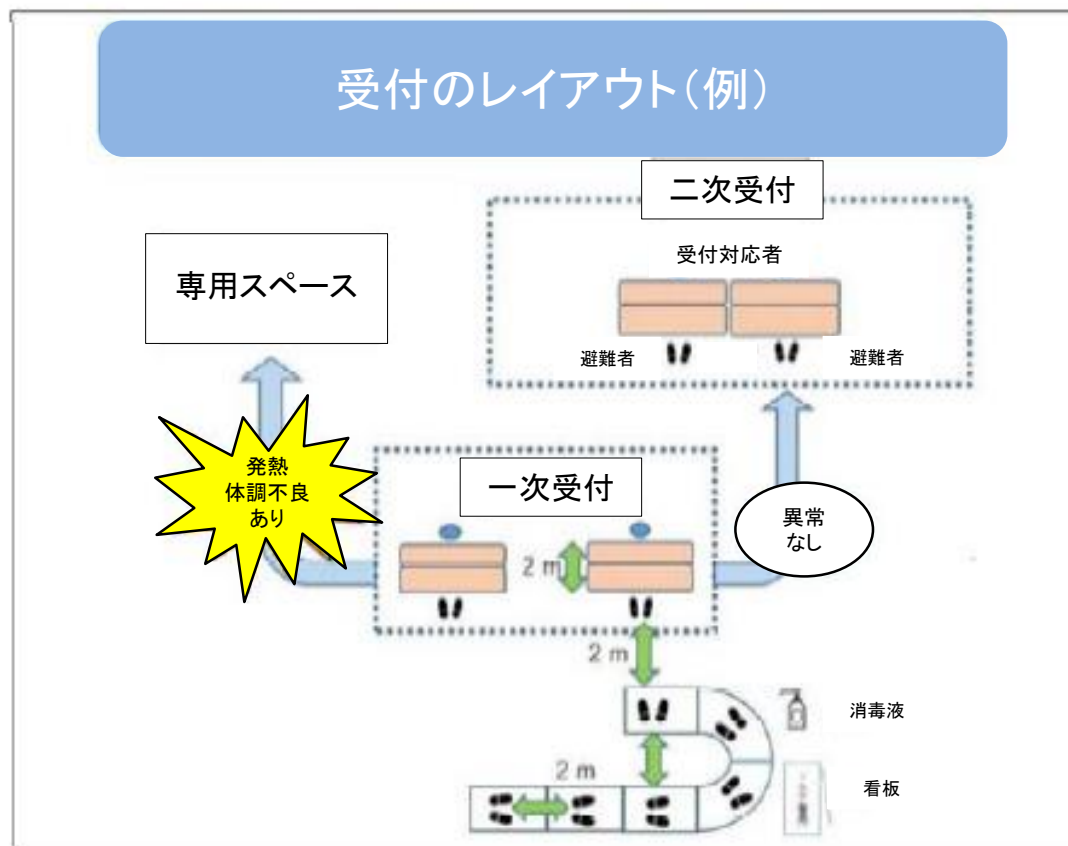 受付のレイアウト（例）
二次受付
受付対応者
専用スペース
避難者
避難者
発熱
体調不良
あり
一次受付
異常
なし
2 m
2 m
消毒液
2 m
看板